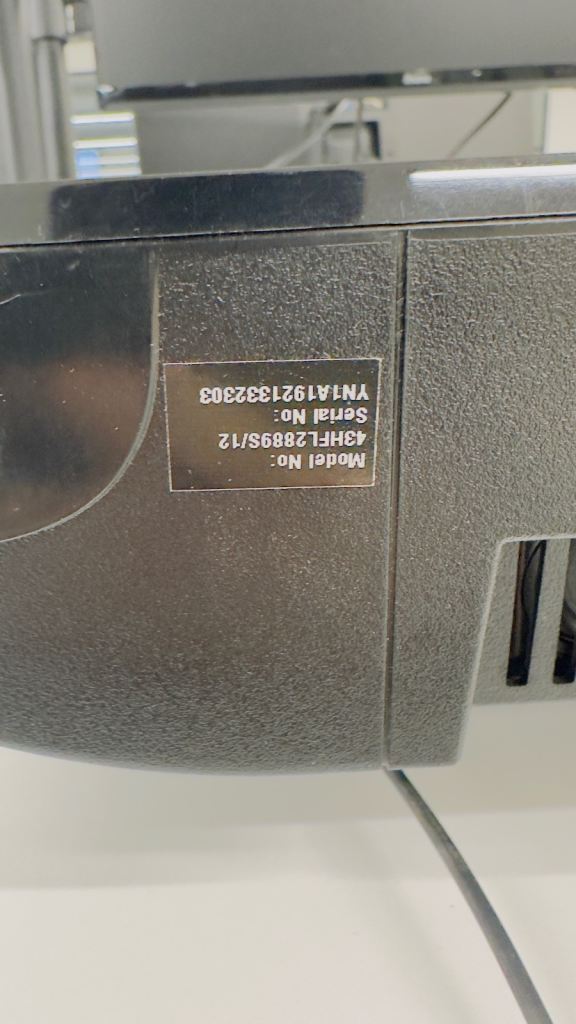 Model No:
43HFL2889S/12
Serial No:
YN1A1921332303